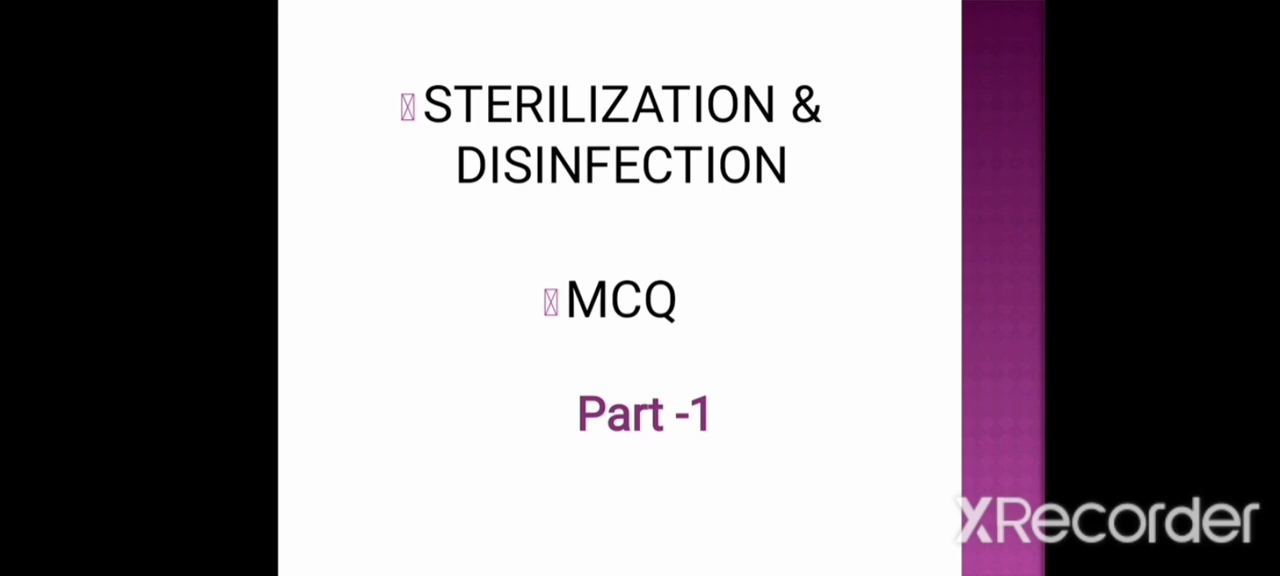 STERILIZATION &
DISINFECTION
MCQ
Part -1
XRecorder